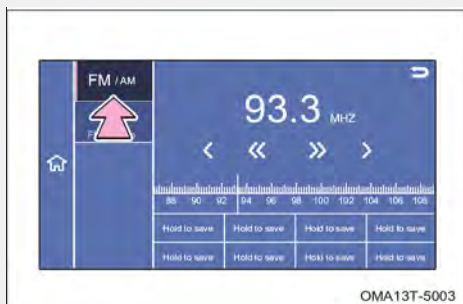 FM / AM
93.3 MHZ
‹ « » ›
86 90 92 94 96 98 100 102 104 106 108
Hold to save Hold to save Hold to save Hold to save
Hold to save Hold to save Hold to save Hold to save
OMA13T-5003